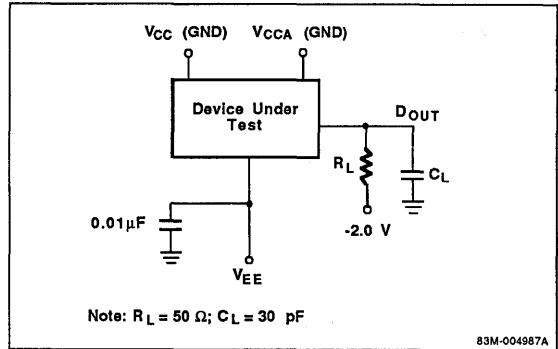 VCC (GND) VCCA (GND)
Device Under
Test
DOUT
RL
CL
-2.0 V
0.01µF
VEE
Note: RL = 50 Ω; CL = 30 pF
83M-004987A